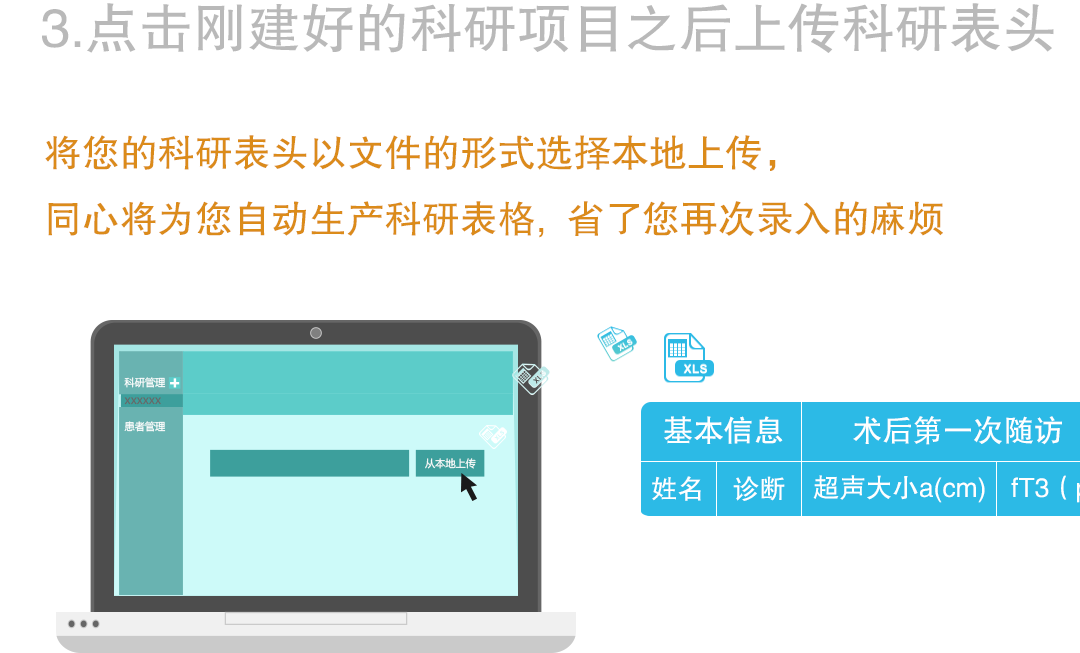 3.点击刚建好的科研项目之后上传科研表头
将您的科研表头以文件的形式选择本地上传，
同心将为您自动生产科研表格, 省了您再次录入的麻烦
科研管理
XXXXXX
患者管理
从本地上传
XLS
XLS
基本信息 术后第一次随访
姓名 诊断 超声大小a(cm) fT3（